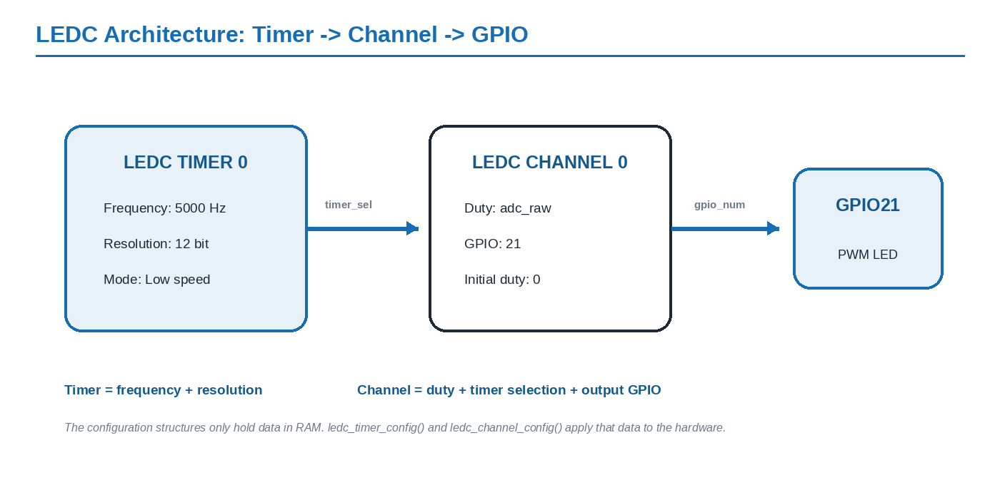 LEDC Architecture: Timer -> Channel -> GPIO
LEDC TIMER 0
Frequency: 5000 Hz
Resolution: 12 bit
Mode: Low speed
timer_sel
LEDC CHANNEL 0
Duty: adc_raw
GPIO: 21
Initial duty: 0
gpio_num
GPIO21
PWM LED
Timer = frequency + resolution
Channel = duty + timer selection + output GPIO
The configuration structures only hold data in RAM. ledc_timer_config() and ledc_channel_config() apply that data to the hardware.